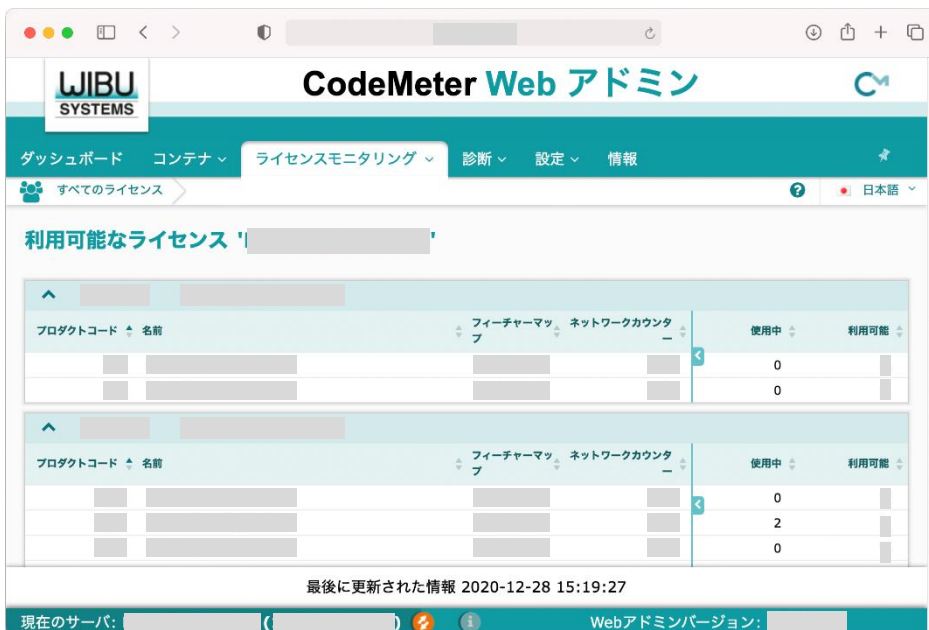 WIBU
SYSTEMS
CodeMeter Web アドミン
CM
ダッシュボード コンテナ ライセンスモニタリング 診断 設定 情報
すべてのライセンス ? 日本語
利用可能なライセンス ' '
プロダクトコード 名前 フィーチャーマップ ネットワークカウンター 使用中 利用可能
0
0
プロダクトコード 名前 フィーチャーマップ ネットワークカウンター 使用中 利用可能
0
2
0
最後に更新された情報 2020-12-28 15:19:27
現在のサーバ: ( ) i Webアドミンバージョン: